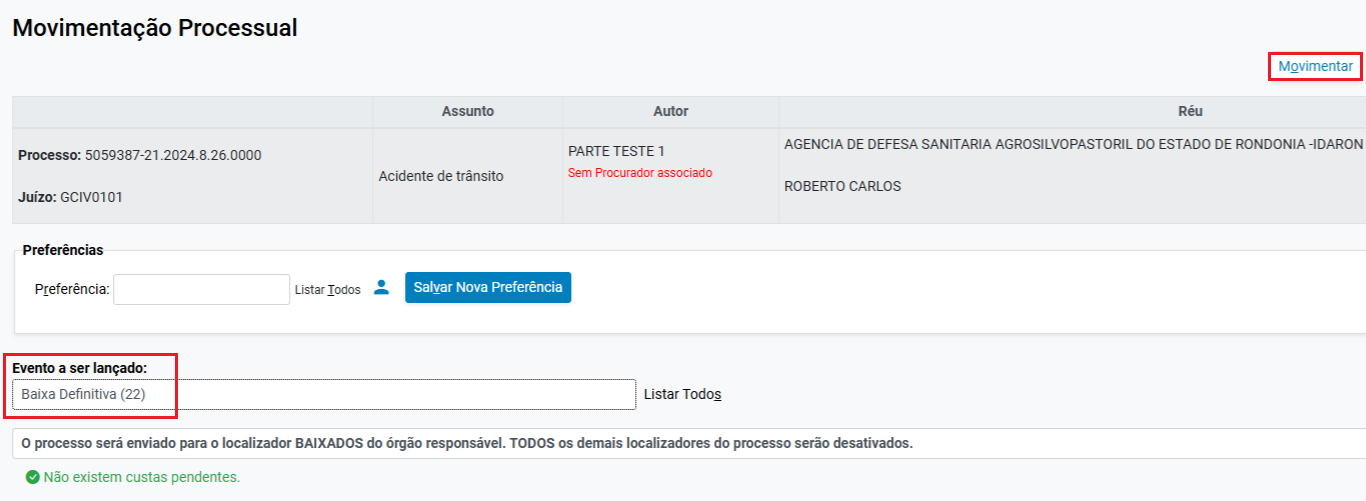 Movimentação Processual
Movimentar
Assunto Autor Réu
Processo: 5059387-21.2024.8.26.0000
Juízo: GCIV0101
Acidente de trânsito
PARTE TESTE 1
Sem Procurador associado
AGENCIA DE DEFESA SANITARIA AGROSILVOPASTORIL DO ESTADO DE RONDONIA -IDARON
ROBERTO CARLOS
Preferências
Preferência: Listar Todos Salvar Nova Preferência
Evento a ser lançado:
Baixa Definitiva (22) Listar Todos
O processo será enviado para o localizador BAIXADOS do órgão responsável. TODOS os demais localizadores do processo serão desativados.
Não existem custas pendentes.